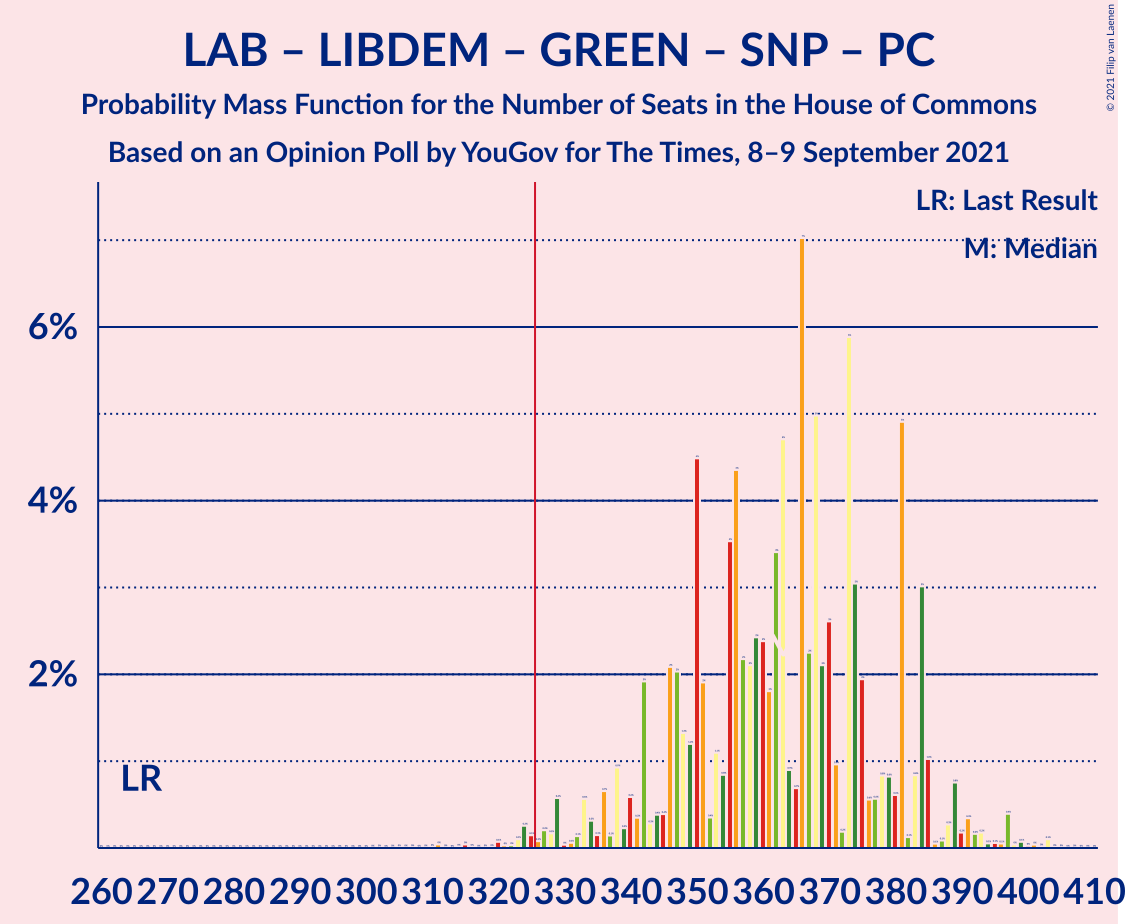 LAB – LIBDEM – GREEN – SNP – PC
Probability Mass Function for the Number of Seats in the House of Commons
Based on an Opinion Poll by YouGov for The Times, 8–9 September 2021
© 2021 Filip van Laenen
LR: Last Result
M: Median
6%
4%
2%
LR
260 270 280 290 300 310 320 330 340 350 360 370 380 390 400 410